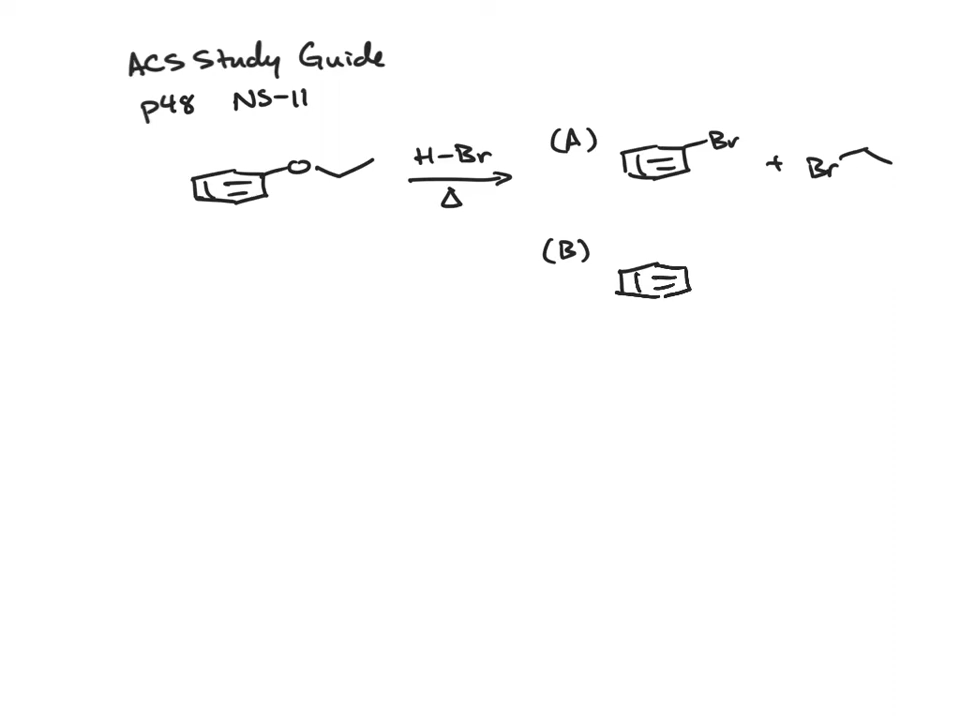 ACS Study Guide
p48 NS-11
H-Br
Δ
O
(A)
Br
+
Br
(B)